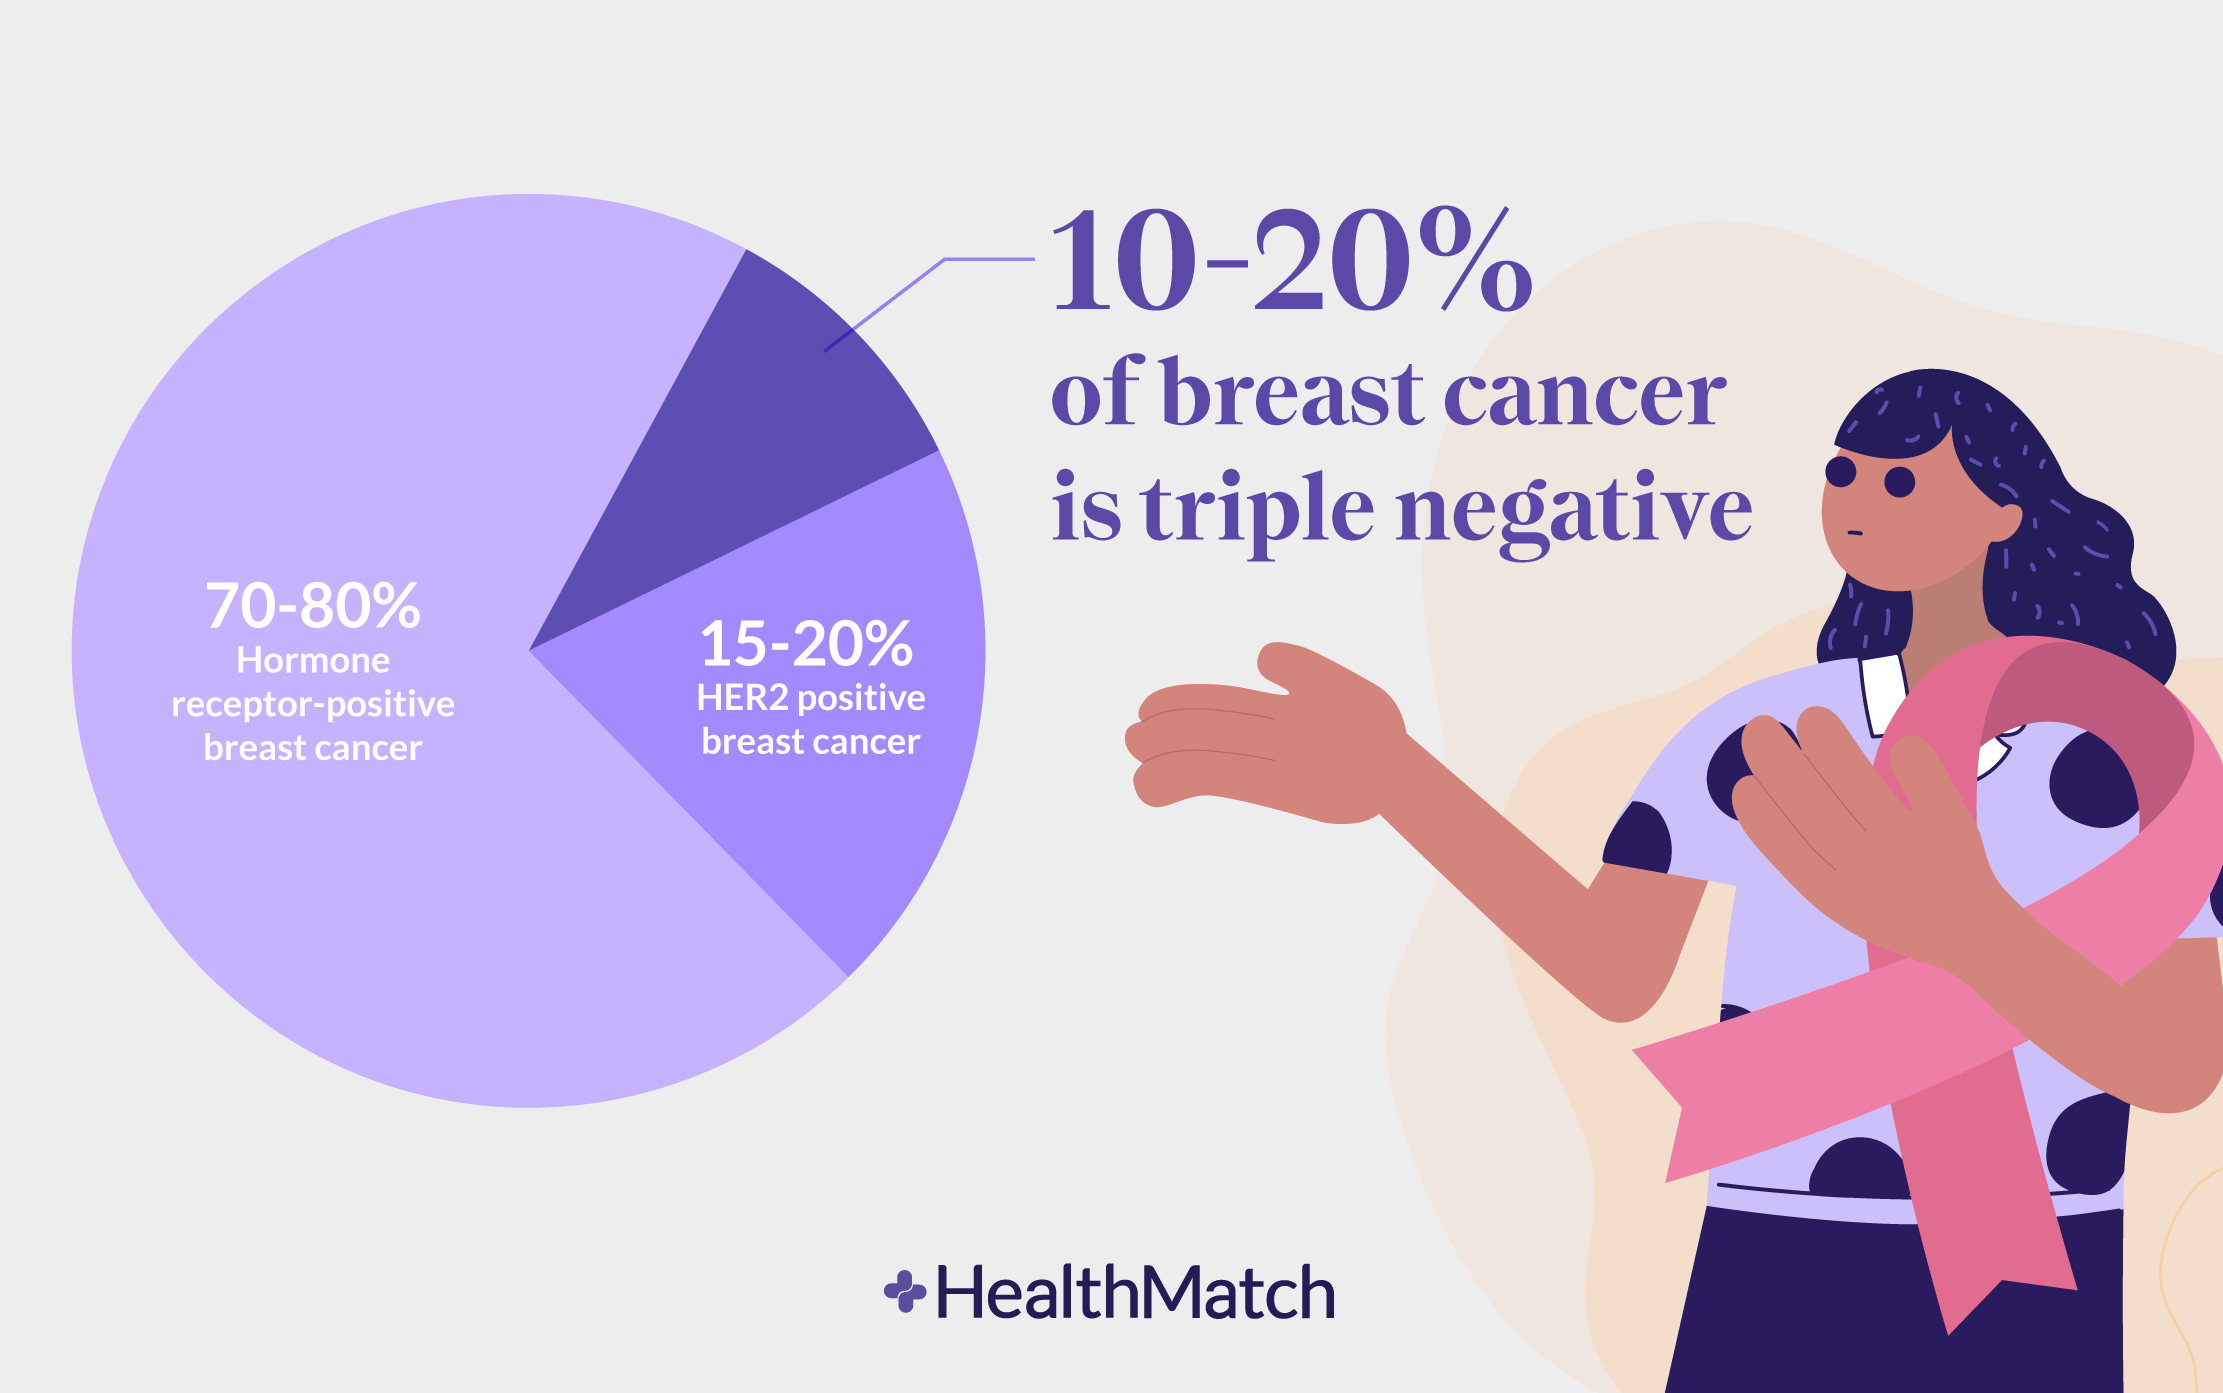 10-20%
of breast cancer
is triple negative
70-80%
Hormone
receptor-positive
breast cancer
15-20%
HER2 positive
breast cancer
HealthMatch